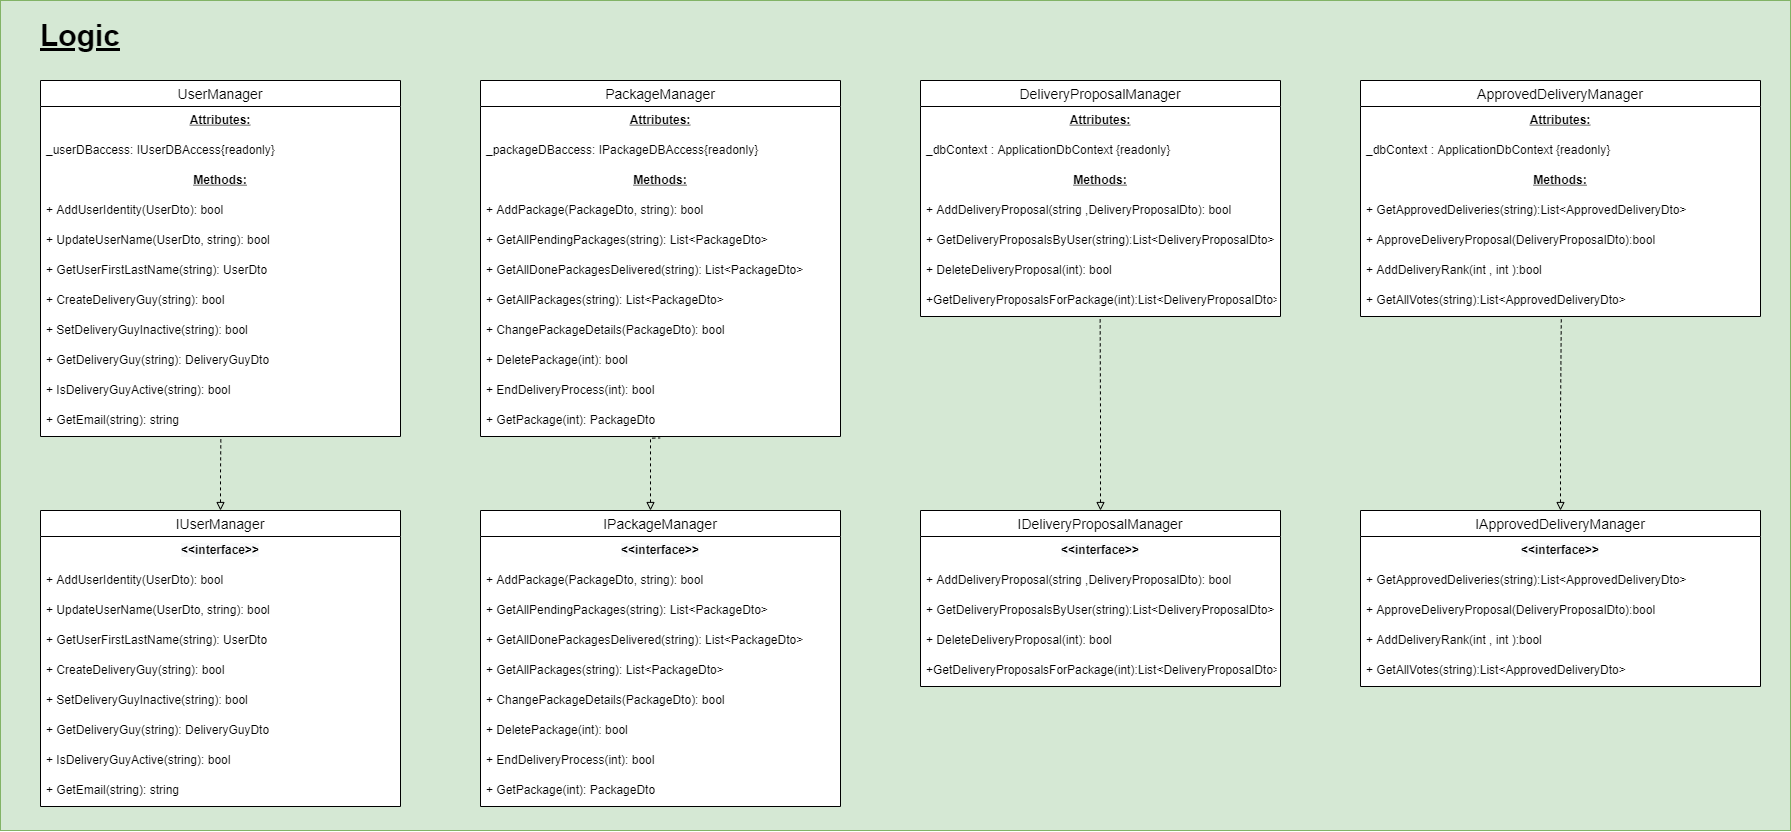 Logic
UserManager
Attributes:
_userDBaccess: IUserDBAccess{readonly}
Methods:
+ AddUserIdentity(UserDto): bool
+ UpdateUserName(UserDto, string): bool
+ GetUserFirstLastName(string): UserDto
+ CreateDeliveryGuy(string): bool
+ SetDeliveryGuyInactive(string): bool
+ GetDeliveryGuy(string): DeliveryGuyDto
+ IsDeliveryGuyActive(string): bool
+ GetEmail(string): string
PackageManager
Attributes:
_packageDBaccess: IPackageDBAccess{readonly}
Methods:
+ AddPackage(PackageDto, string): bool
+ GetAllPendingPackages(string): List<PackageDto>
+ GetAllDonePackagesDelivered(string): List<PackageDto>
+ GetAllPackages(string): List<PackageDto>
+ ChangePackageDetails(PackageDto): bool
+ DeletePackage(int): bool
+ EndDeliveryProcess(int): bool
+ GetPackage(int): PackageDto
DeliveryProposalManager
Attributes:
_dbContext : ApplicationDbContext {readonly}
Methods:
+ AddDeliveryProposal(string ,DeliveryProposalDto): bool
+ GetDeliveryProposalsByUser(string):List<DeliveryProposalDto>
+ DeleteDeliveryProposal(int): bool
+GetDeliveryProposalsForPackage(int):List<DeliveryProposalDto>
ApprovedDeliveryManager
Attributes:
_dbContext : ApplicationDbContext {readonly}
Methods:
+ GetApprovedDeliveries(string):List<ApprovedDeliveryDto>
+ ApproveDeliveryProposal(DeliveryProposalDto):bool
+ AddDeliveryRank(int , int ):bool
+ GetAllVotes(string):List<ApprovedDeliveryDto>
IUserManager
<<interface>>
+ AddUserIdentity(UserDto): bool
+ UpdateUserName(UserDto, string): bool
+ GetUserFirstLastName(string): UserDto
+ CreateDeliveryGuy(string): bool
+ SetDeliveryGuyInactive(string): bool
+ GetDeliveryGuy(string): DeliveryGuyDto
+ IsDeliveryGuyActive(string): bool
+ GetEmail(string): string
IPackageManager
<<interface>>
+ AddPackage(PackageDto, string): bool
+ GetAllPendingPackages(string): List<PackageDto>
+ GetAllDonePackagesDelivered(string): List<PackageDto>
+ GetAllPackages(string): List<PackageDto>
+ ChangePackageDetails(PackageDto): bool
+ DeletePackage(int): bool
+ EndDeliveryProcess(int): bool
+ GetPackage(int): PackageDto
IDeliveryProposalManager
<<interface>>
+ AddDeliveryProposal(string ,DeliveryProposalDto): bool
+ GetDeliveryProposalsByUser(string):List<DeliveryProposalDto>
+ DeleteDeliveryProposal(int): bool
+GetDeliveryProposalsForPackage(int):List<DeliveryProposalDto>
IApprovedDeliveryManager
<<interface>>
+ GetApprovedDeliveries(string):List<ApprovedDeliveryDto>
+ ApproveDeliveryProposal(DeliveryProposalDto):bool
+ AddDeliveryRank(int , int ):bool
+ GetAllVotes(string):List<ApprovedDeliveryDto>